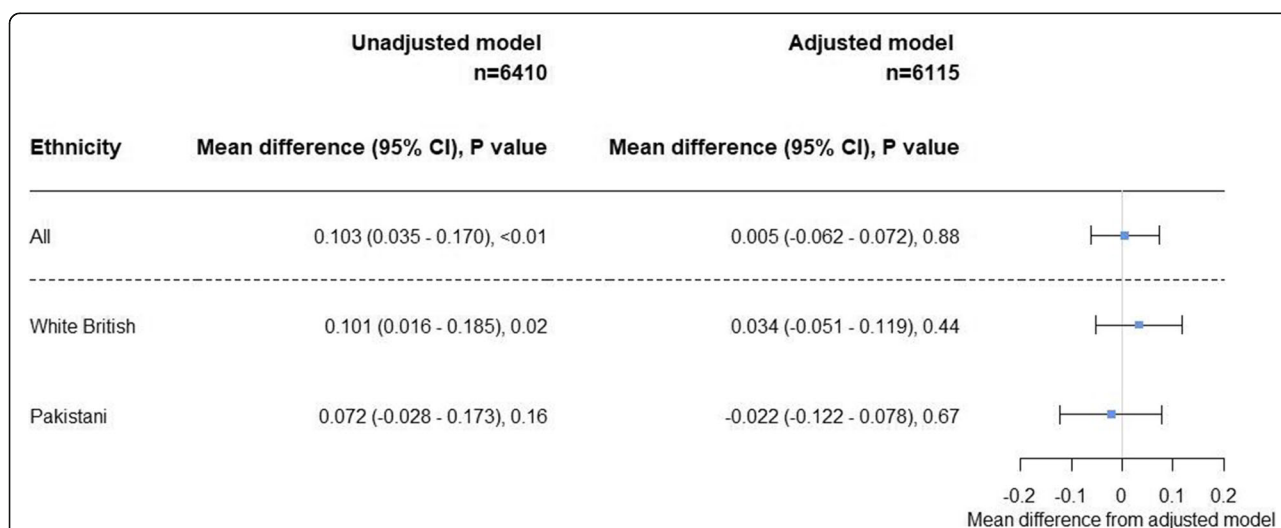 Unadjusted model Adjusted model
n=6410 n=6115
Ethnicity Mean difference (95% CI), P value Mean difference (95% CI), P value
All 0.103 (0.035 - 0.170), <0.01 0.005 (-0.062 - 0.072), 0.88
White British 0.101 (0.016 - 0.185), 0.02 0.034 (-0.051 - 0.119), 0.44
Pakistani 0.072 (-0.028 - 0.173), 0.16 -0.022 (-0.122 - 0.078), 0.67
-0.2 -0.1 0 0.1 0.2
Mean difference from adjusted model